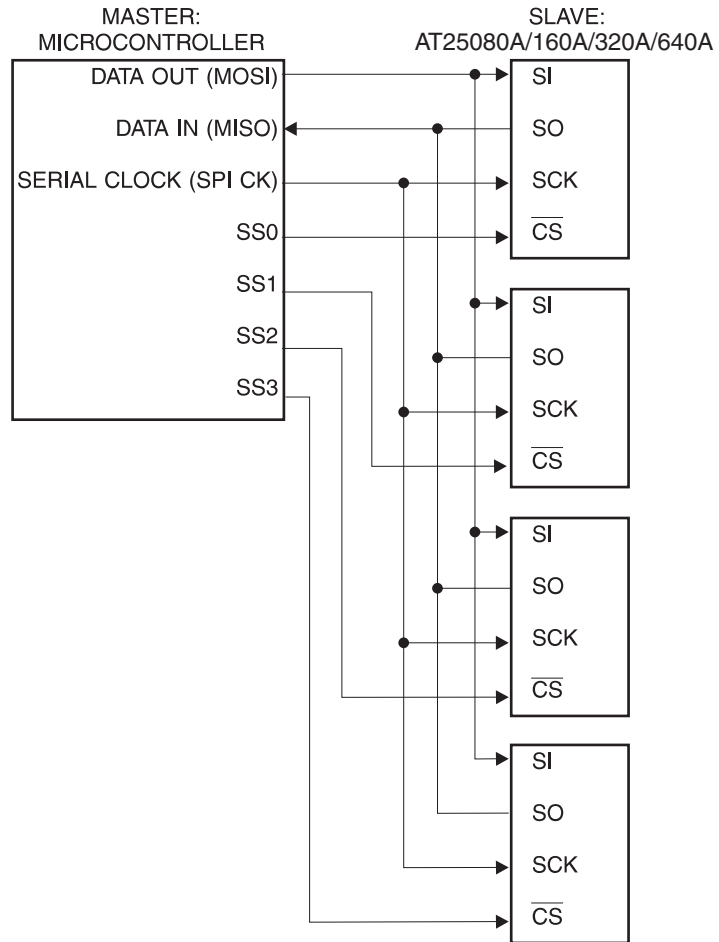 MASTER:
MICROCONTROLLER
SLAVE:
AT25080A/160A/320A/640A
DATA OUT (MOSI)
DATA IN (MISO)
SERIAL CLOCK (SPI CK)
SS0
SS1
SS2
SS3
SI
SO
SCK
CS
SI
SO
SCK
CS
SI
SO
SCK
CS
SI
SO
SCK
CS